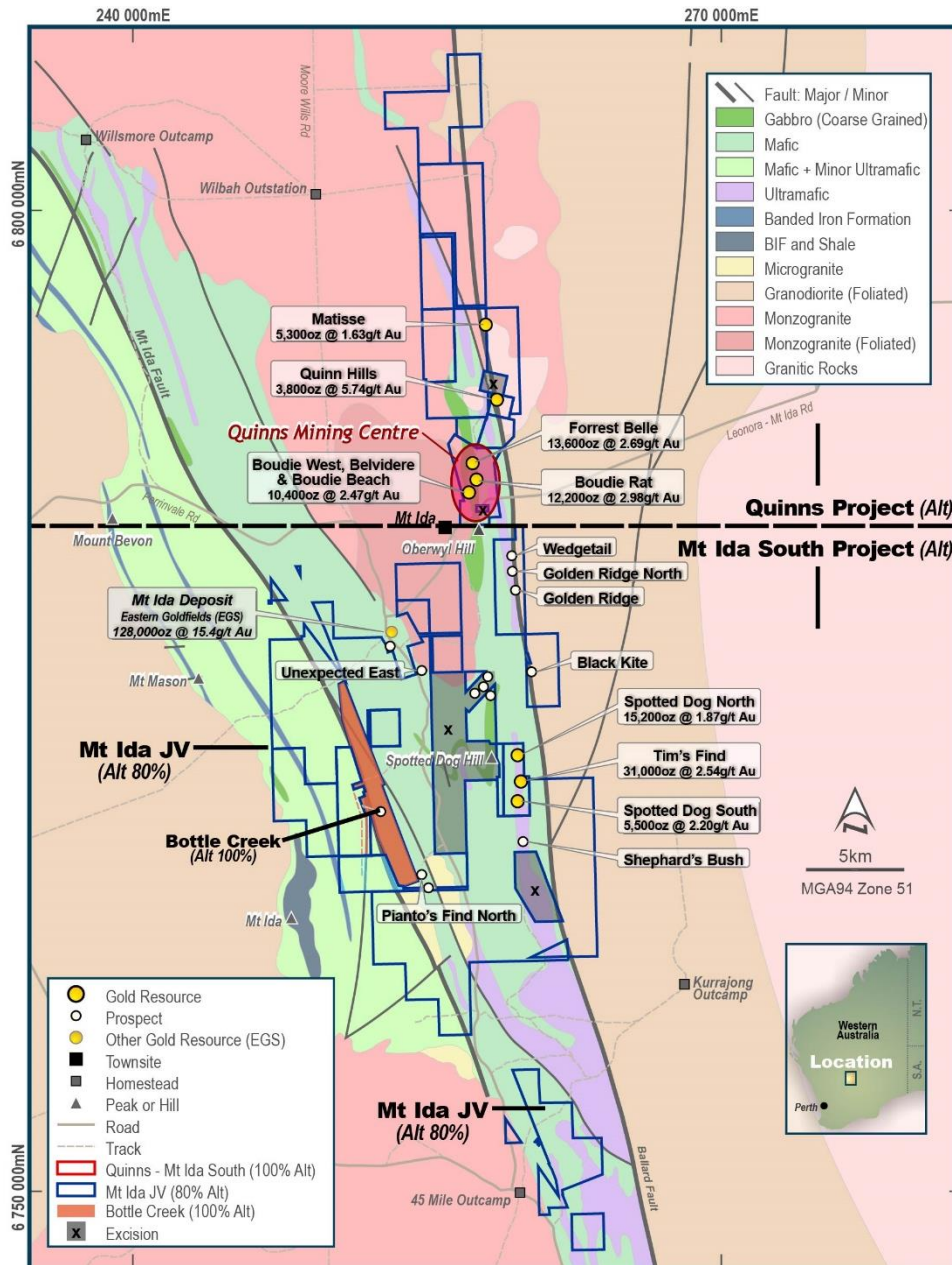 240 000mE
270 000mE
6 800 000mN
6 750 000mN
Moore Wills Rd
Willsmore Outcamp
Wilbah Outstation
Mt Ida Fault
Fault: Major / Minor
Gabbro (Coarse Grained)
Mafic
Mafic + Minor Ultramafic
Ultramafic
Banded Iron Formation
BIF and Shale
Microgranite
Granodiorite (Foliated)
Monzogranite
Monzogranite (Foliated)
Granitic Rocks
Matisse
5,300oz @ 1.63g/t Au
Quinn Hills
3,800oz @ 5.74g/t Au
x
Leonora - Mt Ida Rd
Quinns Mining Centre
Forrest Belle
13,600oz @ 2.69g/t Au
Boudie West, Belvidere
& Boudie Beach
10,400oz @ 2.47g/t Au
Boudie Rat
12,200oz @ 2.98g/t Au
x
Perrinvale Rd
Quinns Project (Alt)
Mt Ida
Mount Bevon
Oberwyl Hill
Mt Ida South Project (Alt)
Wedgetail
Golden Ridge North
Golden Ridge
Mt Ida Deposit
Eastern Goldfields (EGS)
128,000oz @ 15.4g/t Au
Unexpected East
Black Kite
Mt Mason
Spotted Dog North
15,200oz @ 1.87g/t Au
x
Mt Ida JV
(Alt 80%)
Spotted Dog Hill
Tim's Find
31,000oz @ 2.54g/t Au
Spotted Dog South
5,500oz @ 2.20g/t Au
Bottle Creek
(Alt 100%)
Shephard's Bush
N
5km
MGA94 Zone 51
x
Mt Ida
Pianto's Find North
Kurrajong
Outcamp
Gold Resource
Prospect
Other Gold Resource (EGS)
Townsite
Homestead
Peak or Hill
Road
Track
Quinns - Mt Ida South (100% Alt)
Mt Ida JV (80% Alt)
Bottle Creek (100% Alt)
x Excision
Mt Ida JV
(Alt 80%)
45 Mile Outcamp
Ballard Fault
Western
Australia
N.T.
S.A.
Location
Perth